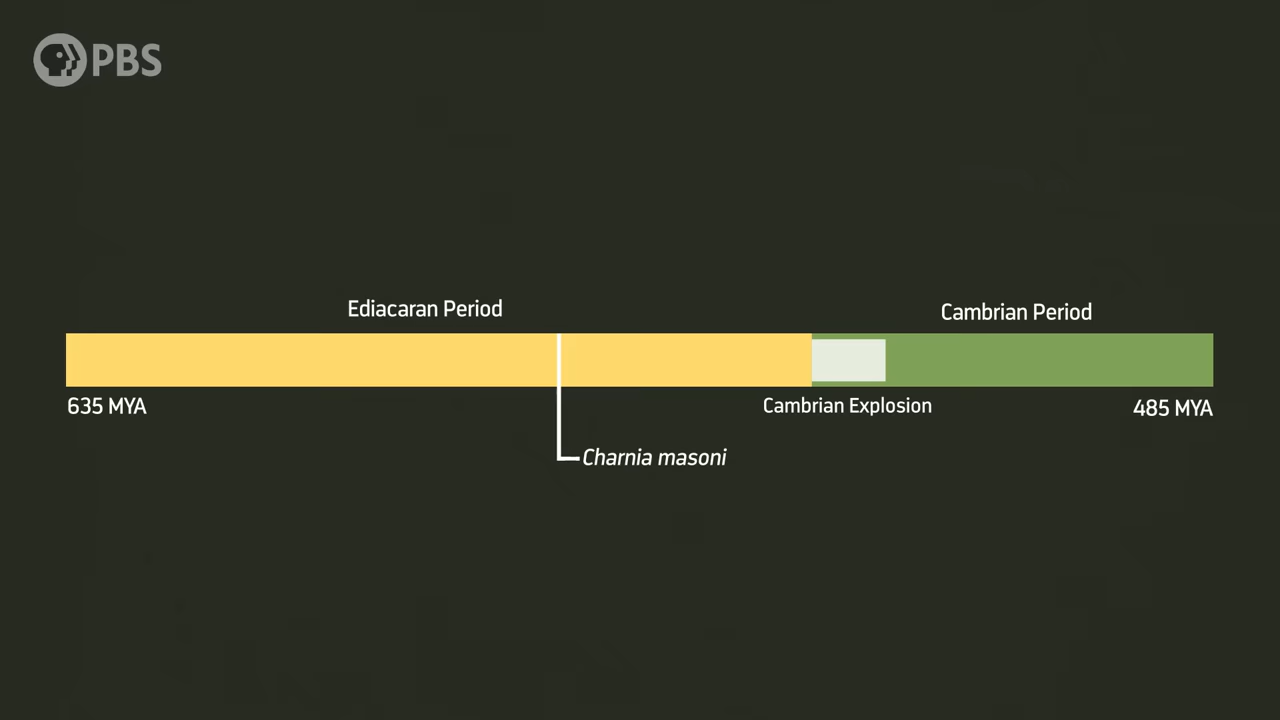 PBS
Ediacaran Period
Cambrian Period
635 MYA
Cambrian Explosion
485 MYA
Charnia masoni